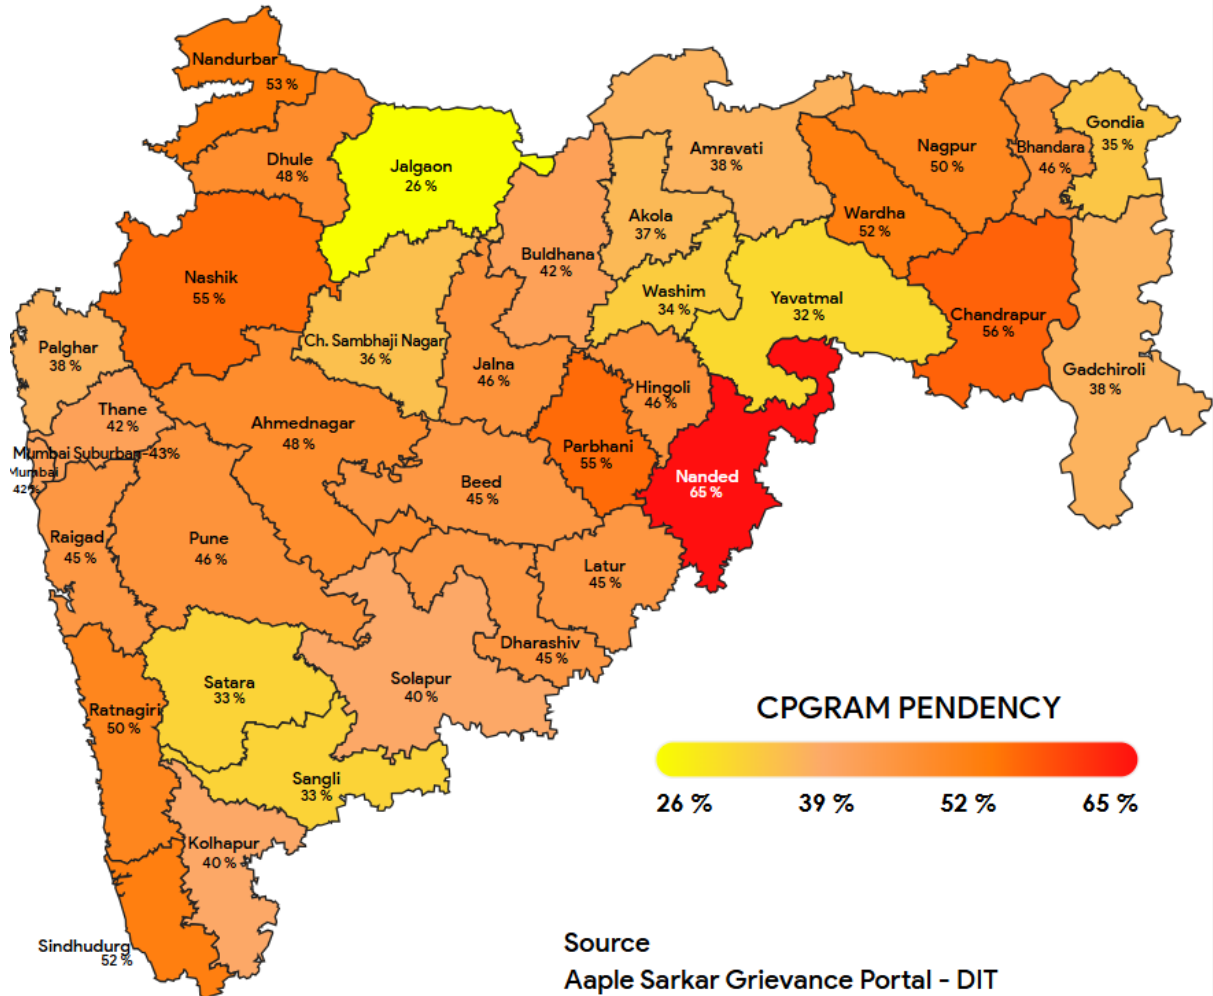 Nandurbar
53 %
Dhule
48 %
Jalgaon
26 %
Nashik
55 %
Buldhana
42 %
Akola
37 %
Amravati
38 %
Nagpur
50 %
Bhandara
46 %
Gondia
35 %
Wardha
52 %
Washim
34 %
Yavatmal
32 %
Chandrapur
56 %
Gadchiroli
38 %
Palghar
38 %
Ch. Sambhaji Nagar
36 %
Jalna
46 %
Hingoli
46 %
Thane
42 %
Ahmednagar
48 %
Parbhani
55 %
Mumbai Suburban-43%
Mumbai
42%
Nanded
65 %
Beed
45 %
Raigad
45 %
Pune
46 %
Latur
45 %
Dharashiv
45 %
Satara
33 %
Solapur
40 %
Ratnagiri
50 %
Sangli
33 %
Kolhapur
40 %
Sindhudurg
52 %
CPGRAM PENDENCY
26 % 39 % 52 % 65 %
Source
Aaple Sarkar Grievance Portal - DIT